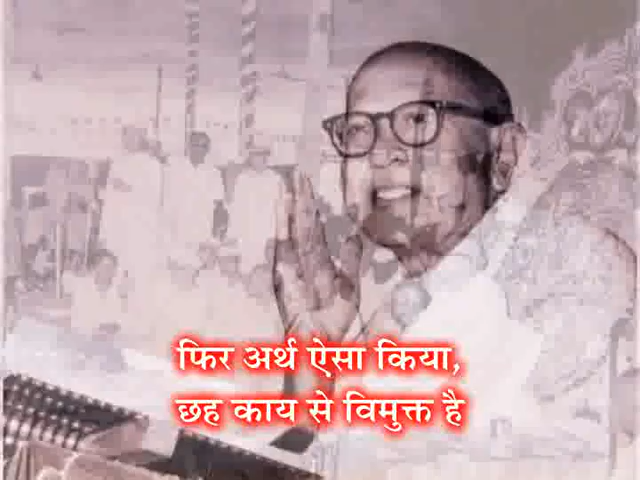 फिर अर्थ ऐसा किया,
छह काय से विमुक्त है